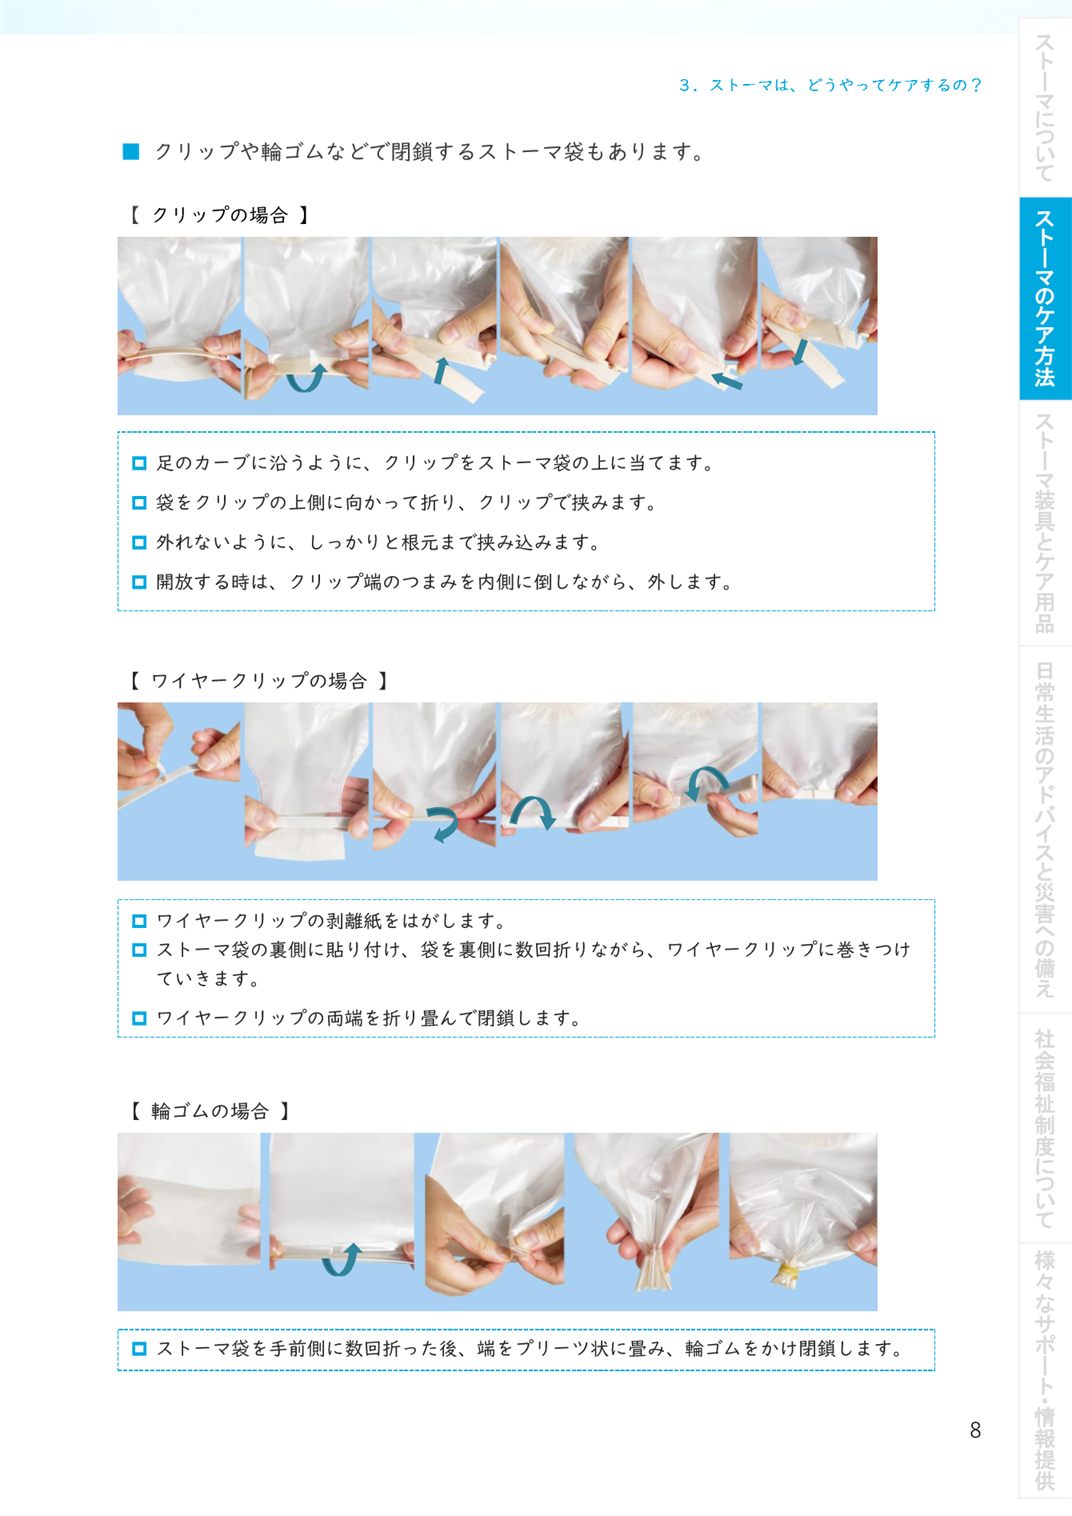 3．ストーマは、どうやってケアするの？
■ クリップや輪ゴムなどで閉鎖するストーマ袋もあります。
【 クリップの場合 】
足のカーブに沿うように、クリップをストーマ袋の上に当てます。
袋をクリップの上側に向かって折り、クリップで挟みます。
外れないように、しっかりと根元まで挟み込みます。
開放する時は、クリップ端のつまみを内側に倒しながら、外します。
【 ワイヤークリップの場合 】
ワイヤークリップの剥離紙をはがします。
ストーマ袋の裏側に貼り付け、袋を裏側に数回折りながら、ワイヤークリップに巻きつけ
ていきます。
ワイヤークリップの両端を折り畳んで閉鎖します。
【 輪ゴムの場合 】
ストーマ袋を手前側に数回折った後、端をプリーツ状に畳み、輪ゴムをかけ閉鎖します。
8
ストーマについて
ストーマのケア方法
ストーマ装具とケア用品
日常生活のアドバイスと災害への備え
社会福祉制度について
様々なサポート・情報提供